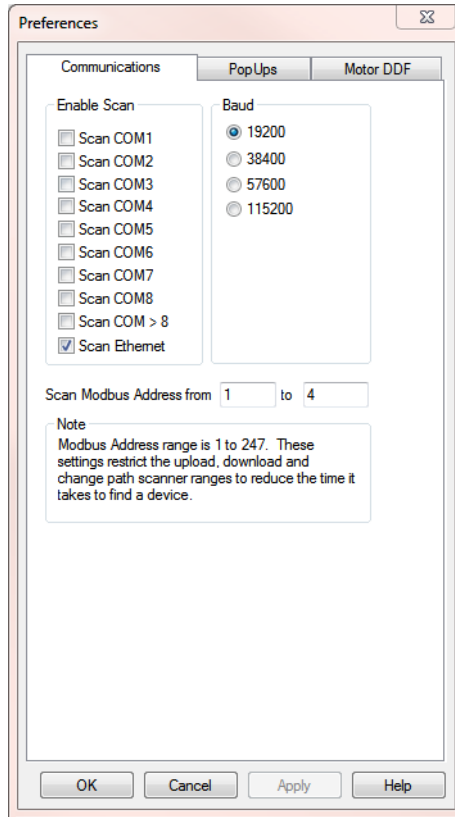 Preferences
Communications
PopUps
Motor DDF
Enable Scan
Scan COM1
Scan COM2
Scan COM3
Scan COM4
Scan COM5
Scan COM6
Scan COM7
Scan COM8
Scan COM > 8
Scan Ethernet
Baud
19200
38400
57600
115200
Scan Modbus Address from 1 to 4
Note
Modbus Address range is 1 to 247. These
settings restrict the upload, download and
change path scanner ranges to reduce the time it
takes to find a device.
OK
Cancel
Apply
Help